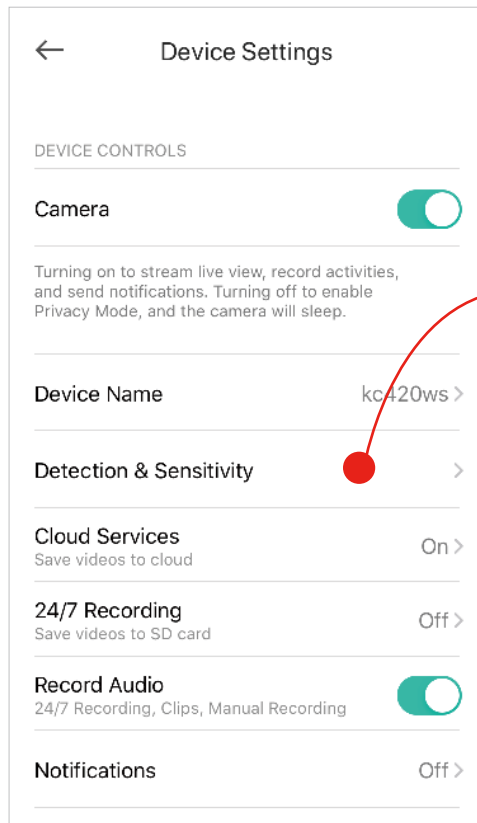 Device Settings
DEVICE CONTROLS
Camera
Turning on to stream live view, record activities,
and send notifications. Turning off to enable
Privacy Mode, and the camera will sleep.
Device Name kc420ws
Detection & Sensitivity
Cloud Services
On
Save videos to cloud
24/7 Recording
Off
Save videos to SD card
Record Audio
24/7 Recording, Clips, Manual Recording
Notifications Off